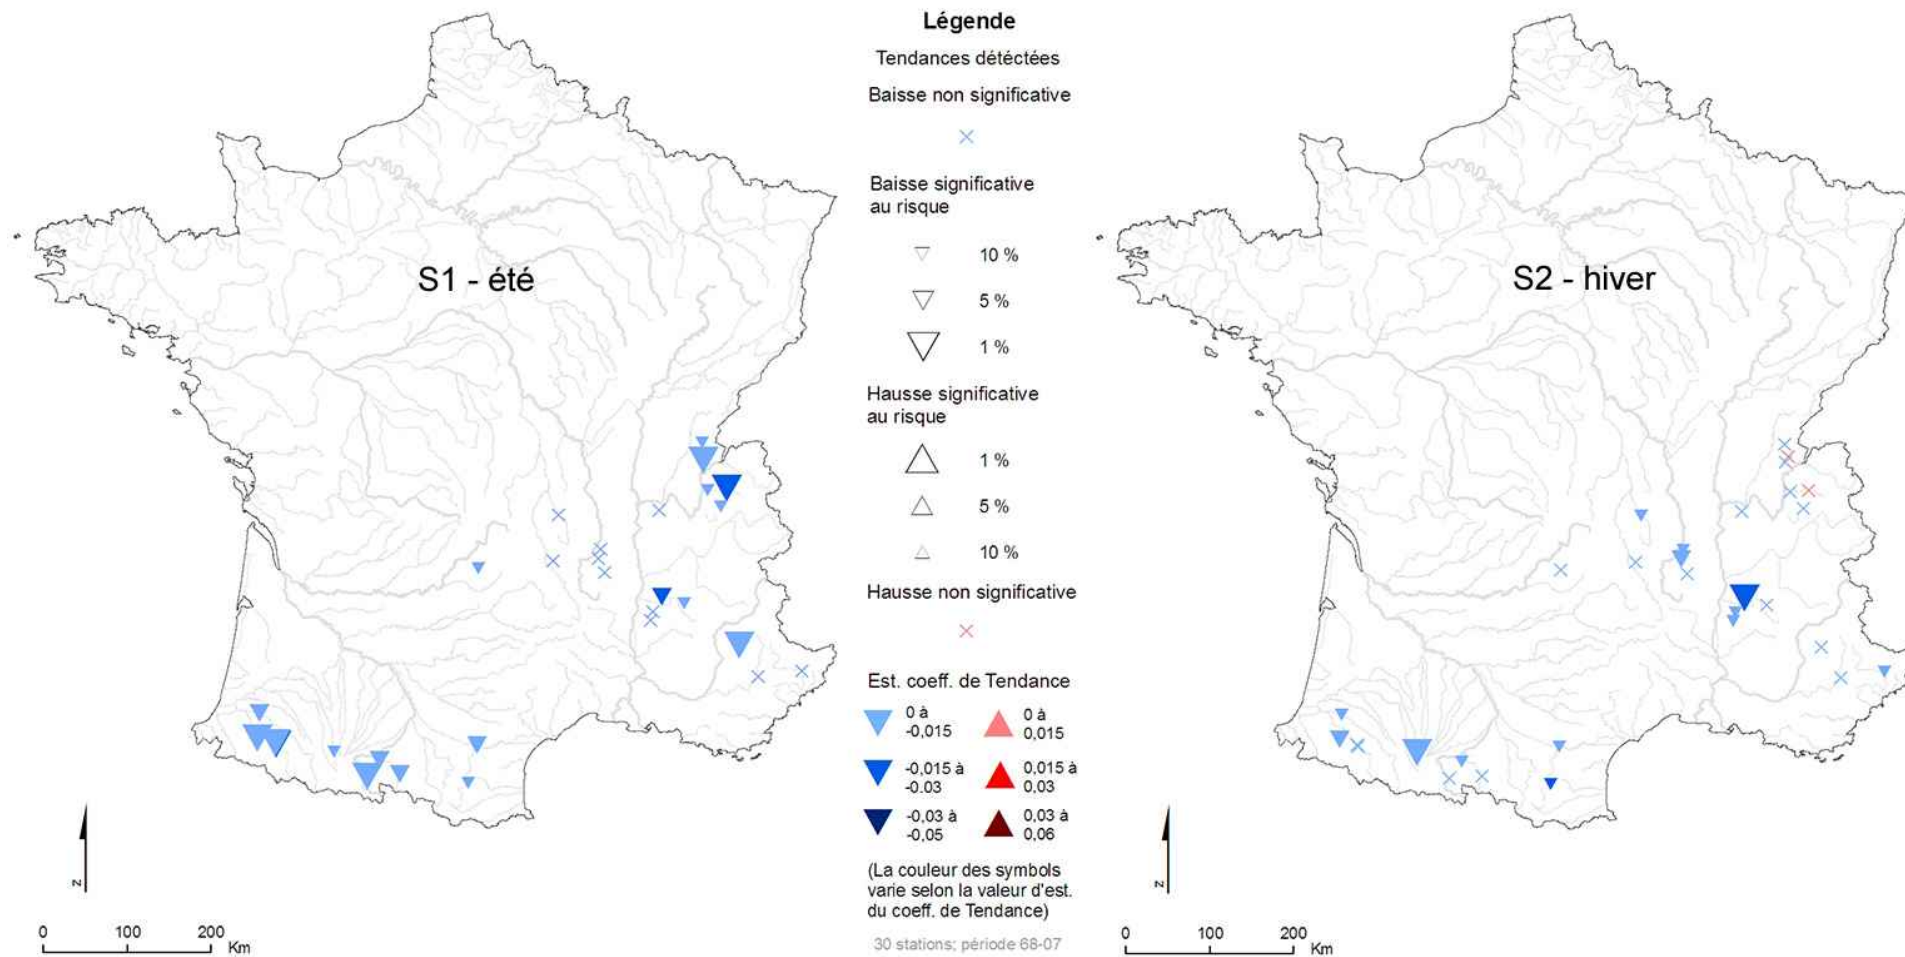 S1 - été
0
100
200
Km
z
Légende
Tendances détéctées
Baisse non significative
Baisse significative
au risque
10 %
5 %
1 %
Hausse significative
au risque
1 %
5 %
10 %
Hausse non significative
Est. coeff. de Tendance
0 à
-0,015
0 à
0,015
-0,015 à
-0.03
0,015 à
0,03
-0,03 à
-0,05
0,03 à
0,06
(La couleur des symbols
varie selon la valeur d'est.
du coeff. de Tendance)
30 stations; période 68-07
S2 - hiver
z
0
100
200
Km